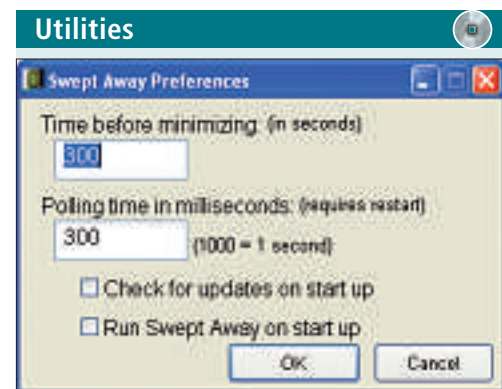 Utilities
Swept Away Preferences
Time before minimizing: (in seconds)
300
Polling time in milliseconds: (requires restart)
300 (1000 = 1 second)
Check for updates on start up
Run Swept Away on start up
OK Cancel